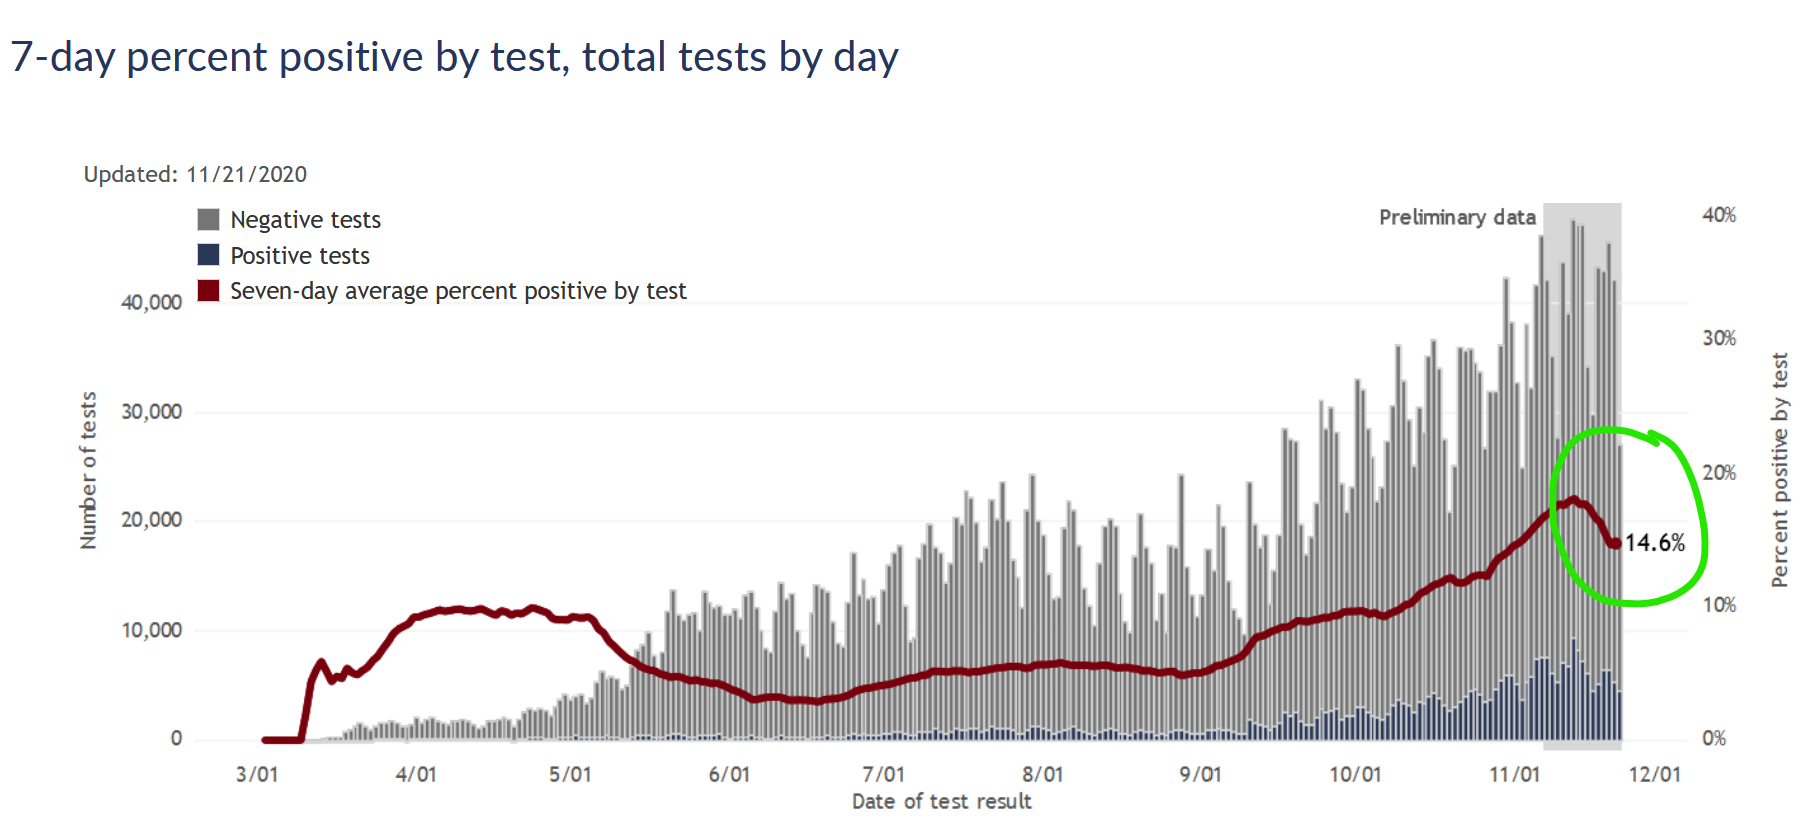 7-day percent positive by test, total tests by day
Updated: 11/21/2020
Negative tests
Positive tests
Seven-day average percent positive by test
Preliminary data
40,000
30,000
20,000
10,000
0
Number of tests
40%
30%
20%
10%
0%
Percent positive by test
14.6%
3/01 4/01 5/01 6/01 7/01 8/01 9/01 10/01 11/01 12/01
Date of test result